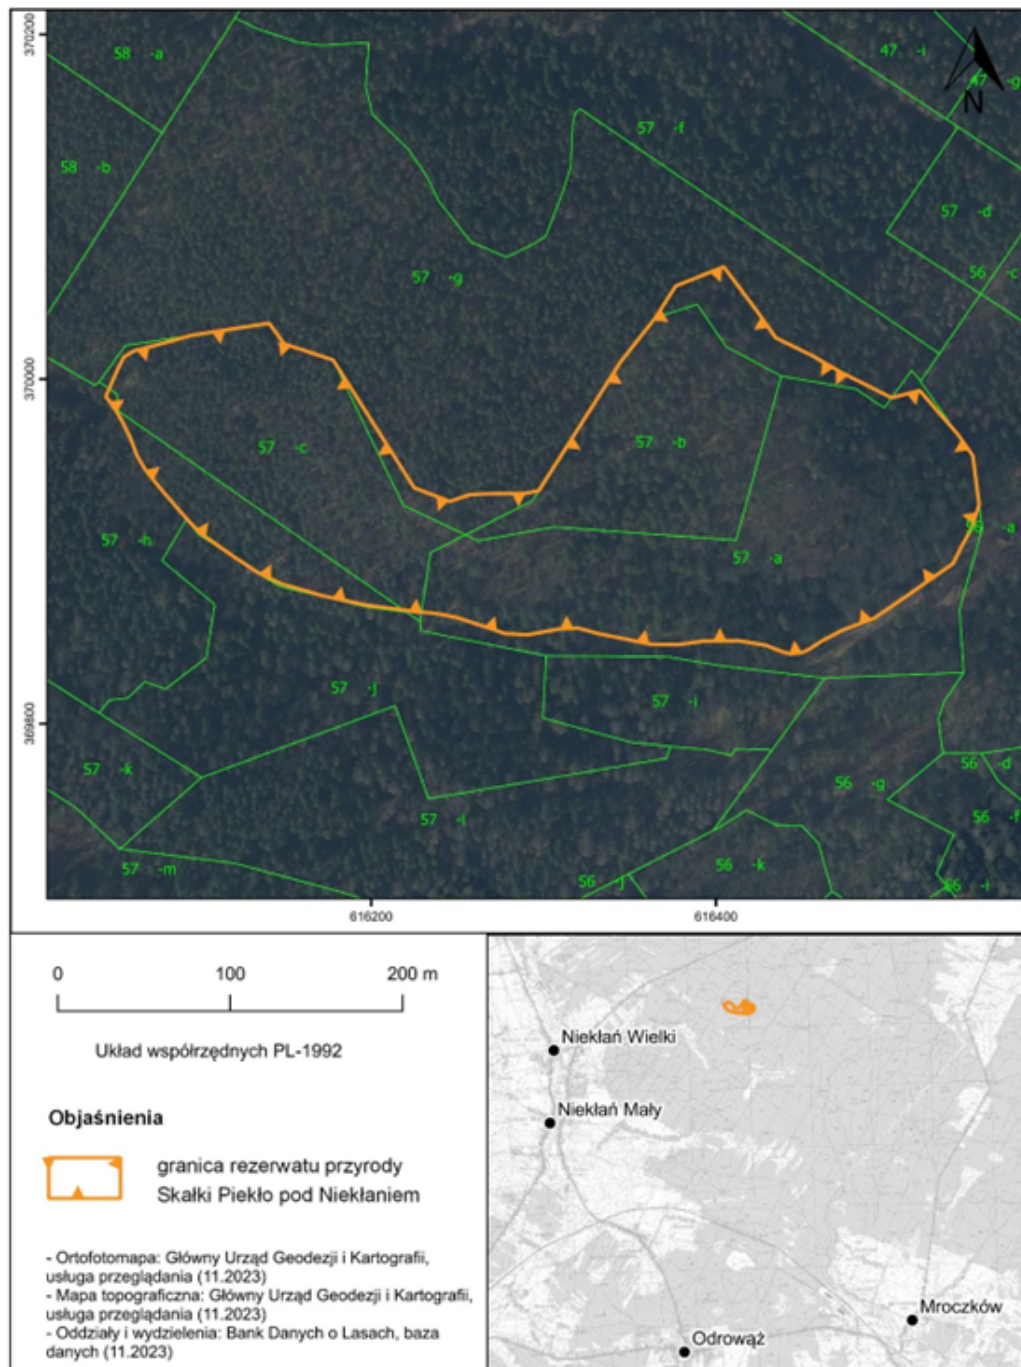 370200
58 -a
47 -i
47 -g
N
57 -f
58 -b
57 -d
56 -c
57 -g
370000
57 -c
57 -b
57 -h
56 -a
57 -a
57 -j
57 -i
369800
57 -k
56 -g
56 -d
57 -l
56 -f
57 -m
56 -k
56 -j
56 -i
616200
616400
0 100 200 m
Układ współrzędnych PL-1992
Objaśnienia
granica rezerwatu przyrody
Skałki Piekło pod Niekłaniem
- Ortofotomapa: Główny Urząd Geodezji i Kartografii,
usługa przeglądania (11.2023)
- Mapa topograficzna: Główny Urząd Geodezji i Kartografii,
usługa przeglądania (11.2023)
- Oddziały i wydzielenia: Bank Danych o Lasach, baza
danych (11.2023)
Niekłań Wielki
Niekłań Mały
Mroczków
Odrowąż